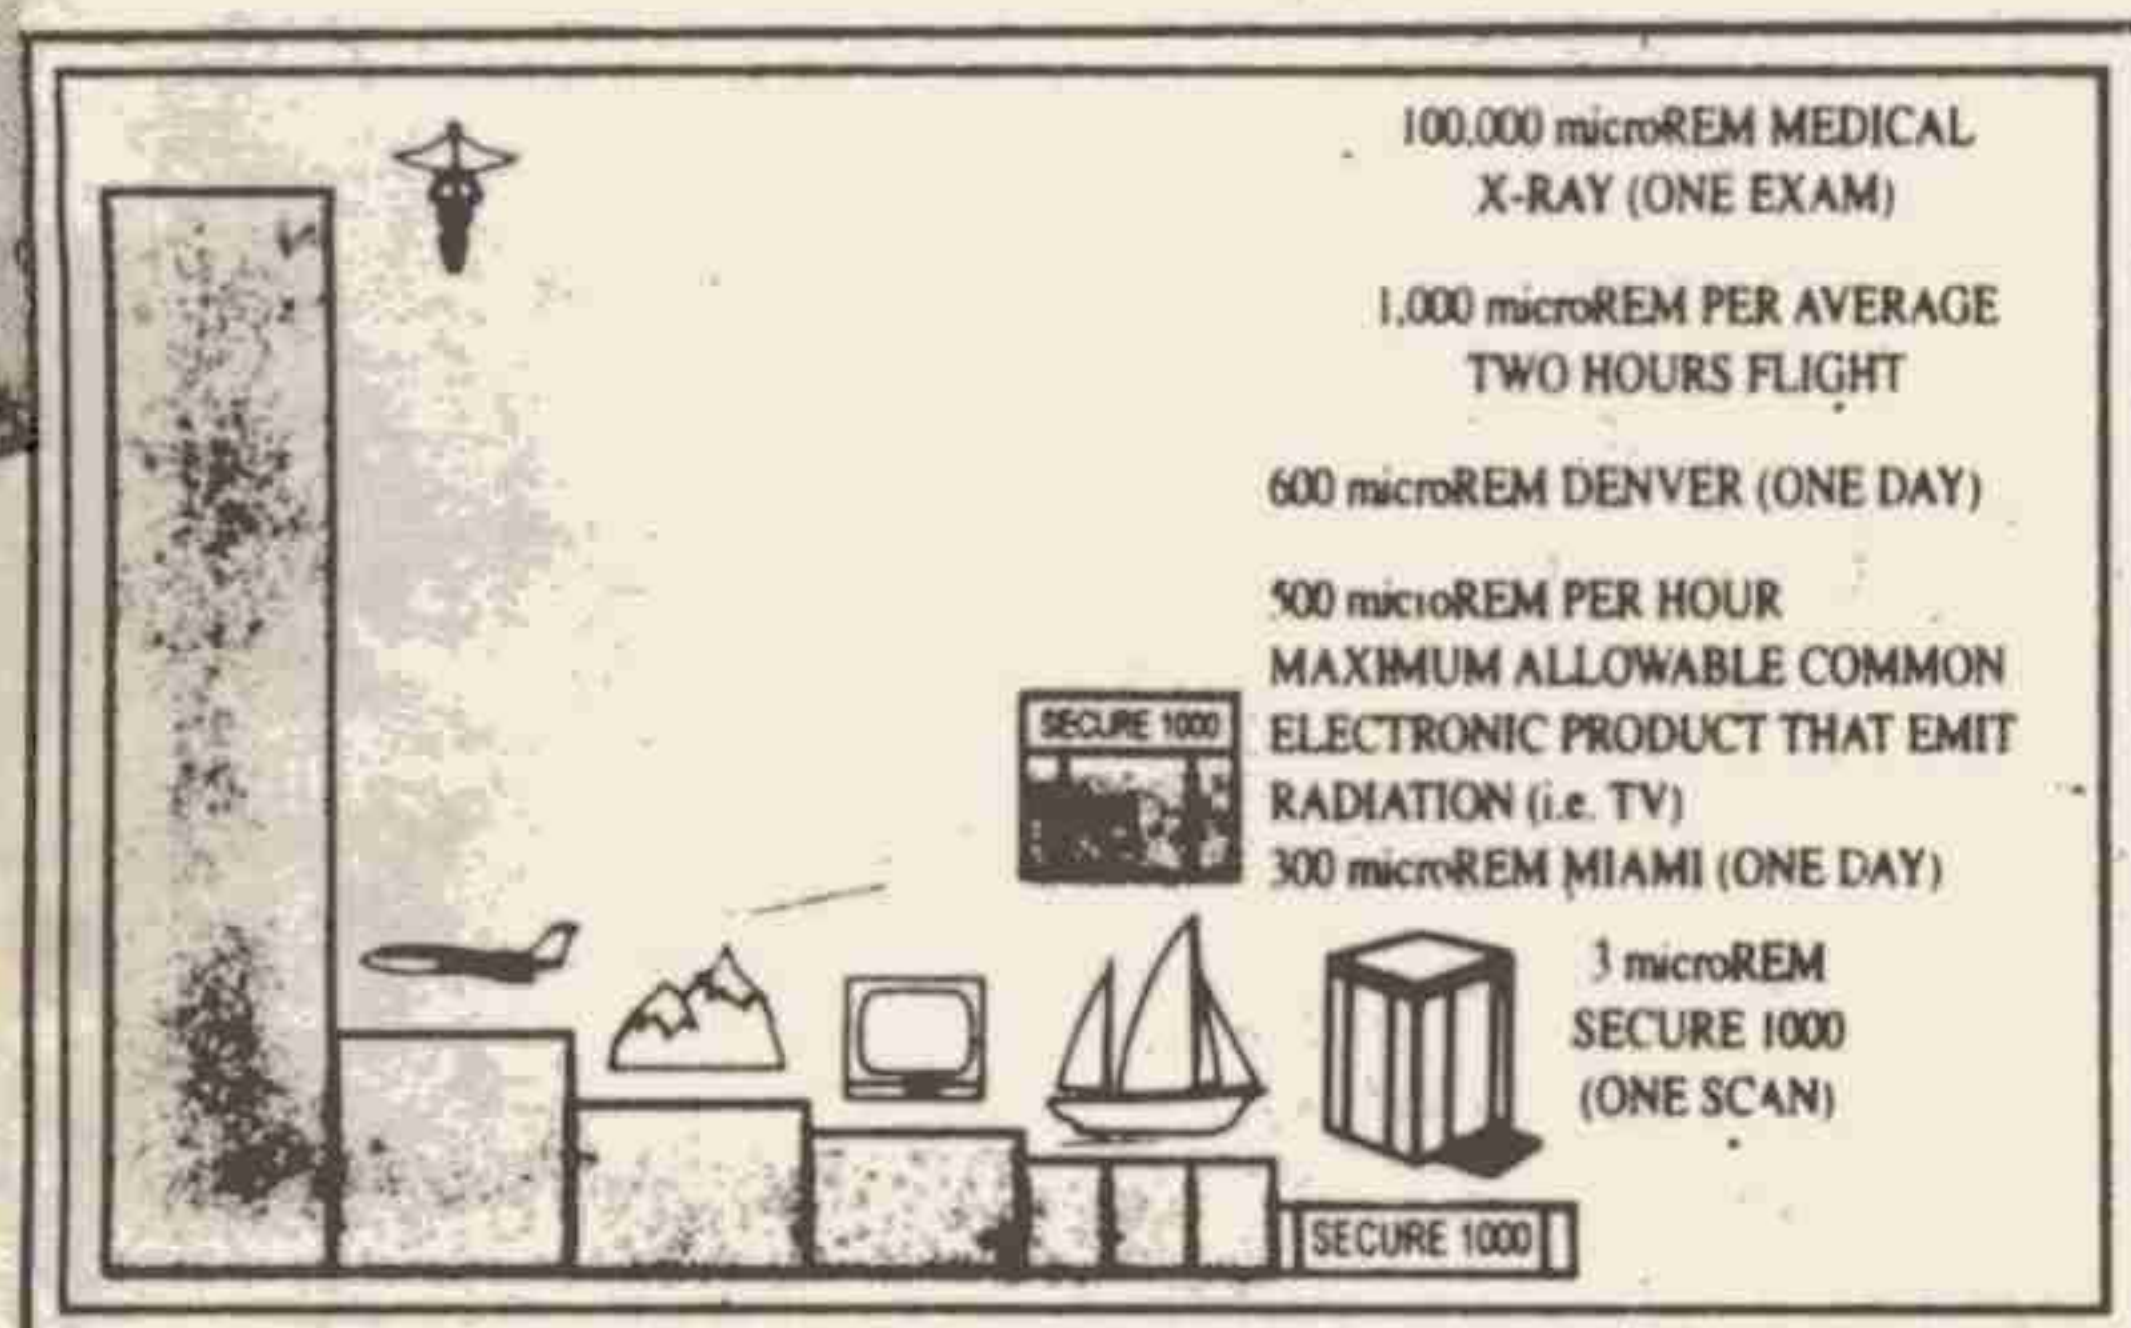 100,000 microREM MEDICAL
X-RAY (ONE EXAM)
1,000 microREM PER AVERAGE
TWO HOURS FLIGHT
600 microREM DENVER (ONE DAY)
500 microREM PER HOUR
MAXIMUM ALLOWABLE COMMON
ELECTRONIC PRODUCT THAT EMIT
RADIATION (i.e. TV)
300 microREM MIAMI (ONE DAY)
SECURE 1000
3 microREM
SECURE 1000
(ONE SCAN)
SECURE 1000